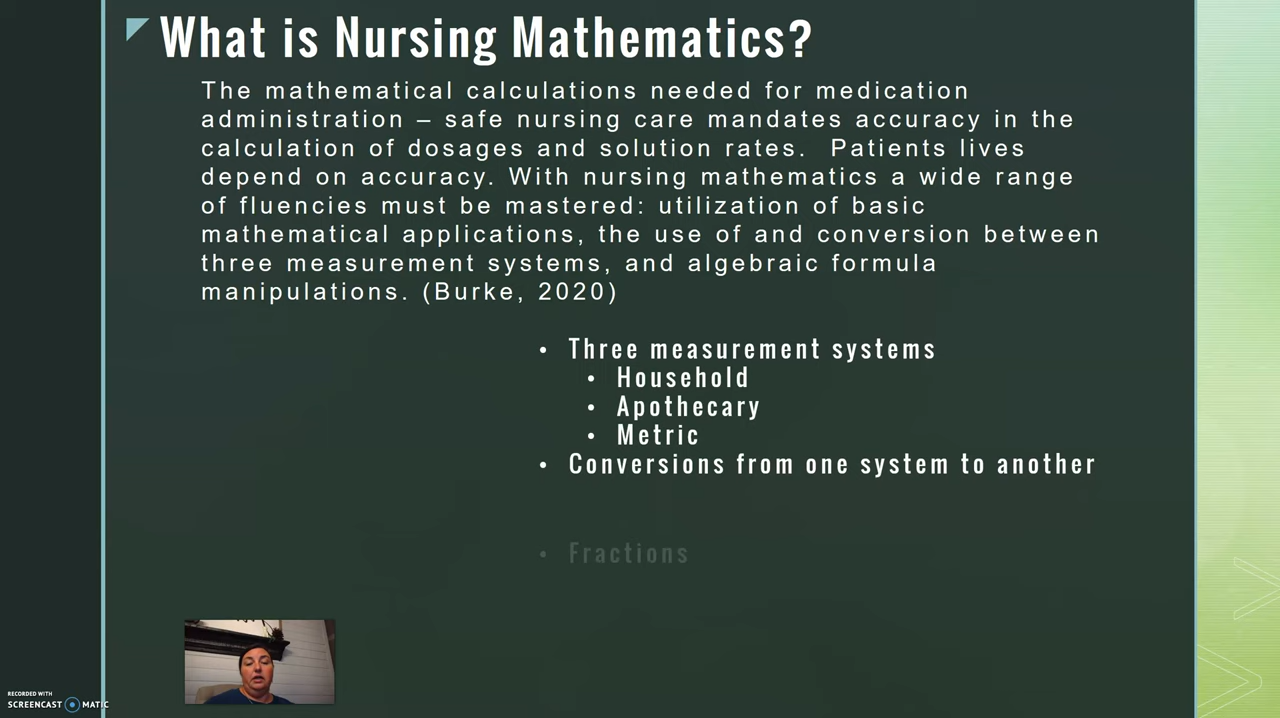 What is Nursing Mathematics?
The mathematical calculations needed for medication
administration – safe nursing care mandates accuracy in the
calculation of dosages and solution rates.  Patients lives
depend on accuracy. With nursing mathematics a wide range
of fluencies must be mastered: utilization of basic
mathematical applications, the use of and conversion between
three measurement systems, and algebraic formula
manipulations. (Burke, 2020)
• Three measurement systems
• Household
• Apothecary
• Metric
• Conversions from one system to another
• Fractions
RECORDED WITH
SCREENCAST MATIC